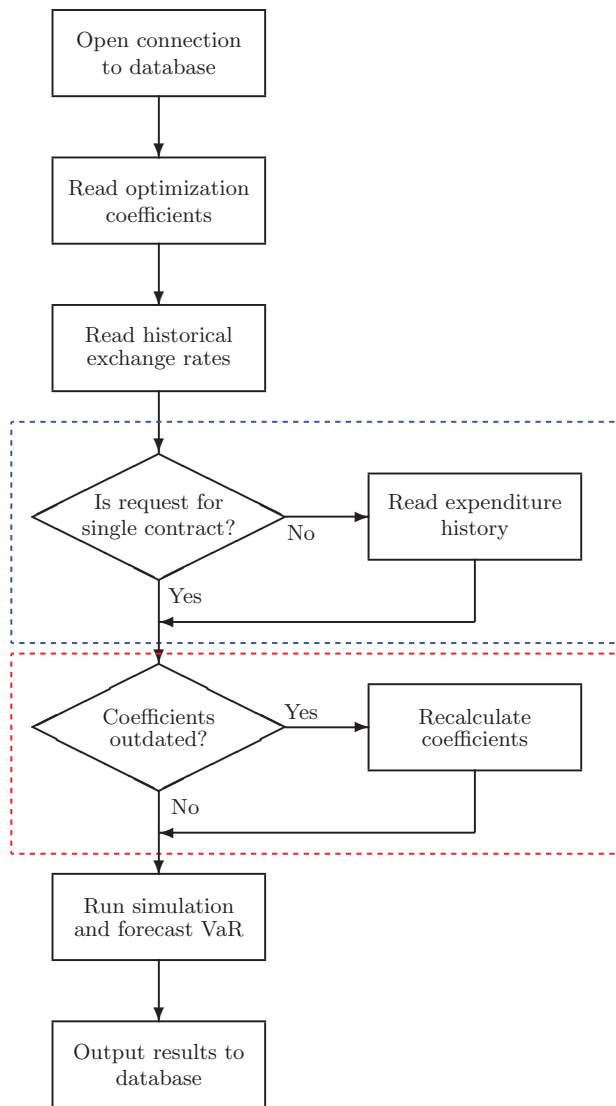 Open connection
to database
Read optimization
coefficients
Read historical
exchange rates
Is request for
single contract?
No
Read expenditure
history
Yes
Coefficients
outdated?
Yes
Recalculate
coefficients
No
Run simulation
and forecast VaR
Output results to
database